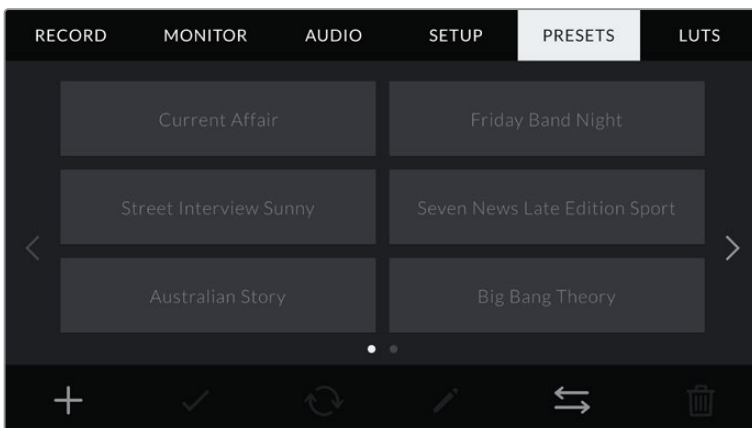 RECORD MONITOR AUDIO SETUP PRESETS LUTS
Current Affair Friday Band Night
Street Interview Sunny Seven News Late Edition Sport
Australian Story Big Bang Theory